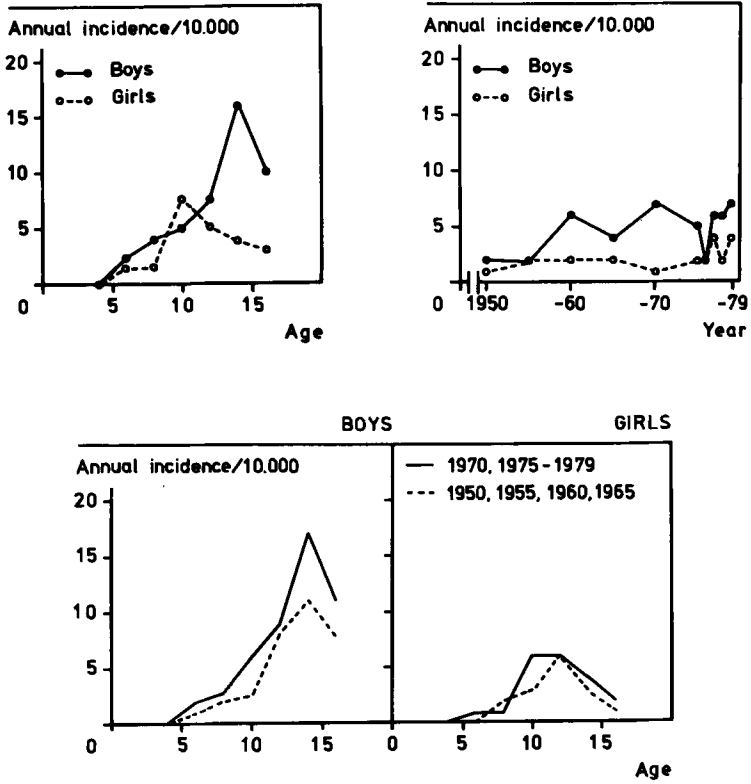 Annual incidence/10.000
20
15
10
5
0
Boys
Girls
5 10 15
Age
Annual incidence/10.000
20
15
10
5
0
Boys
Girls
1950 -60 -70 -79
Year
BOYS GIRLS
Annual incidence/10.000
20
15
10
5
0
5 10 15
1970, 1975-1979
1950, 1955, 1960, 1965
0 5 10 15
Age